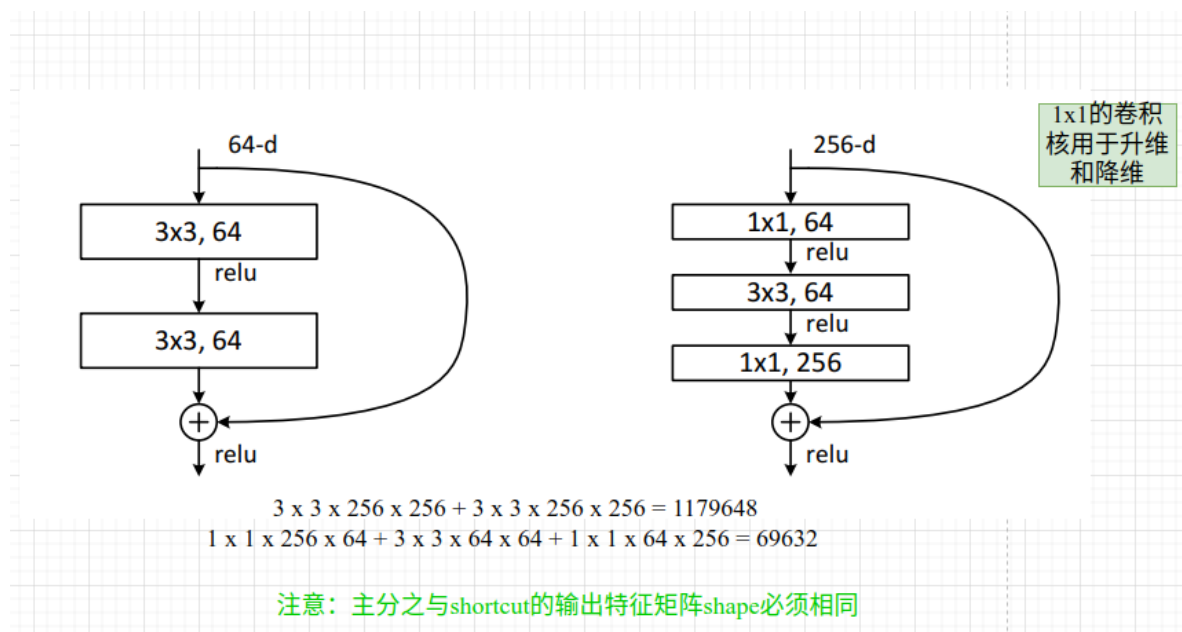 64-d
3x3, 64
relu
3x3, 64
relu
256-d
1x1, 64
relu
3x3, 64
relu
1x1, 256
relu
1x1的卷积
核用于升维
和降维
3 x 3 x 256 x 256 + 3 x 3 x 256 x 256 = 1179648
1 x 1 x 256 x 64 + 3 x 3 x 64 x 64 + 1 x 1 x 64 x 256 = 69632
注意：主分之与shortcut的输出特征矩阵shape必须相同